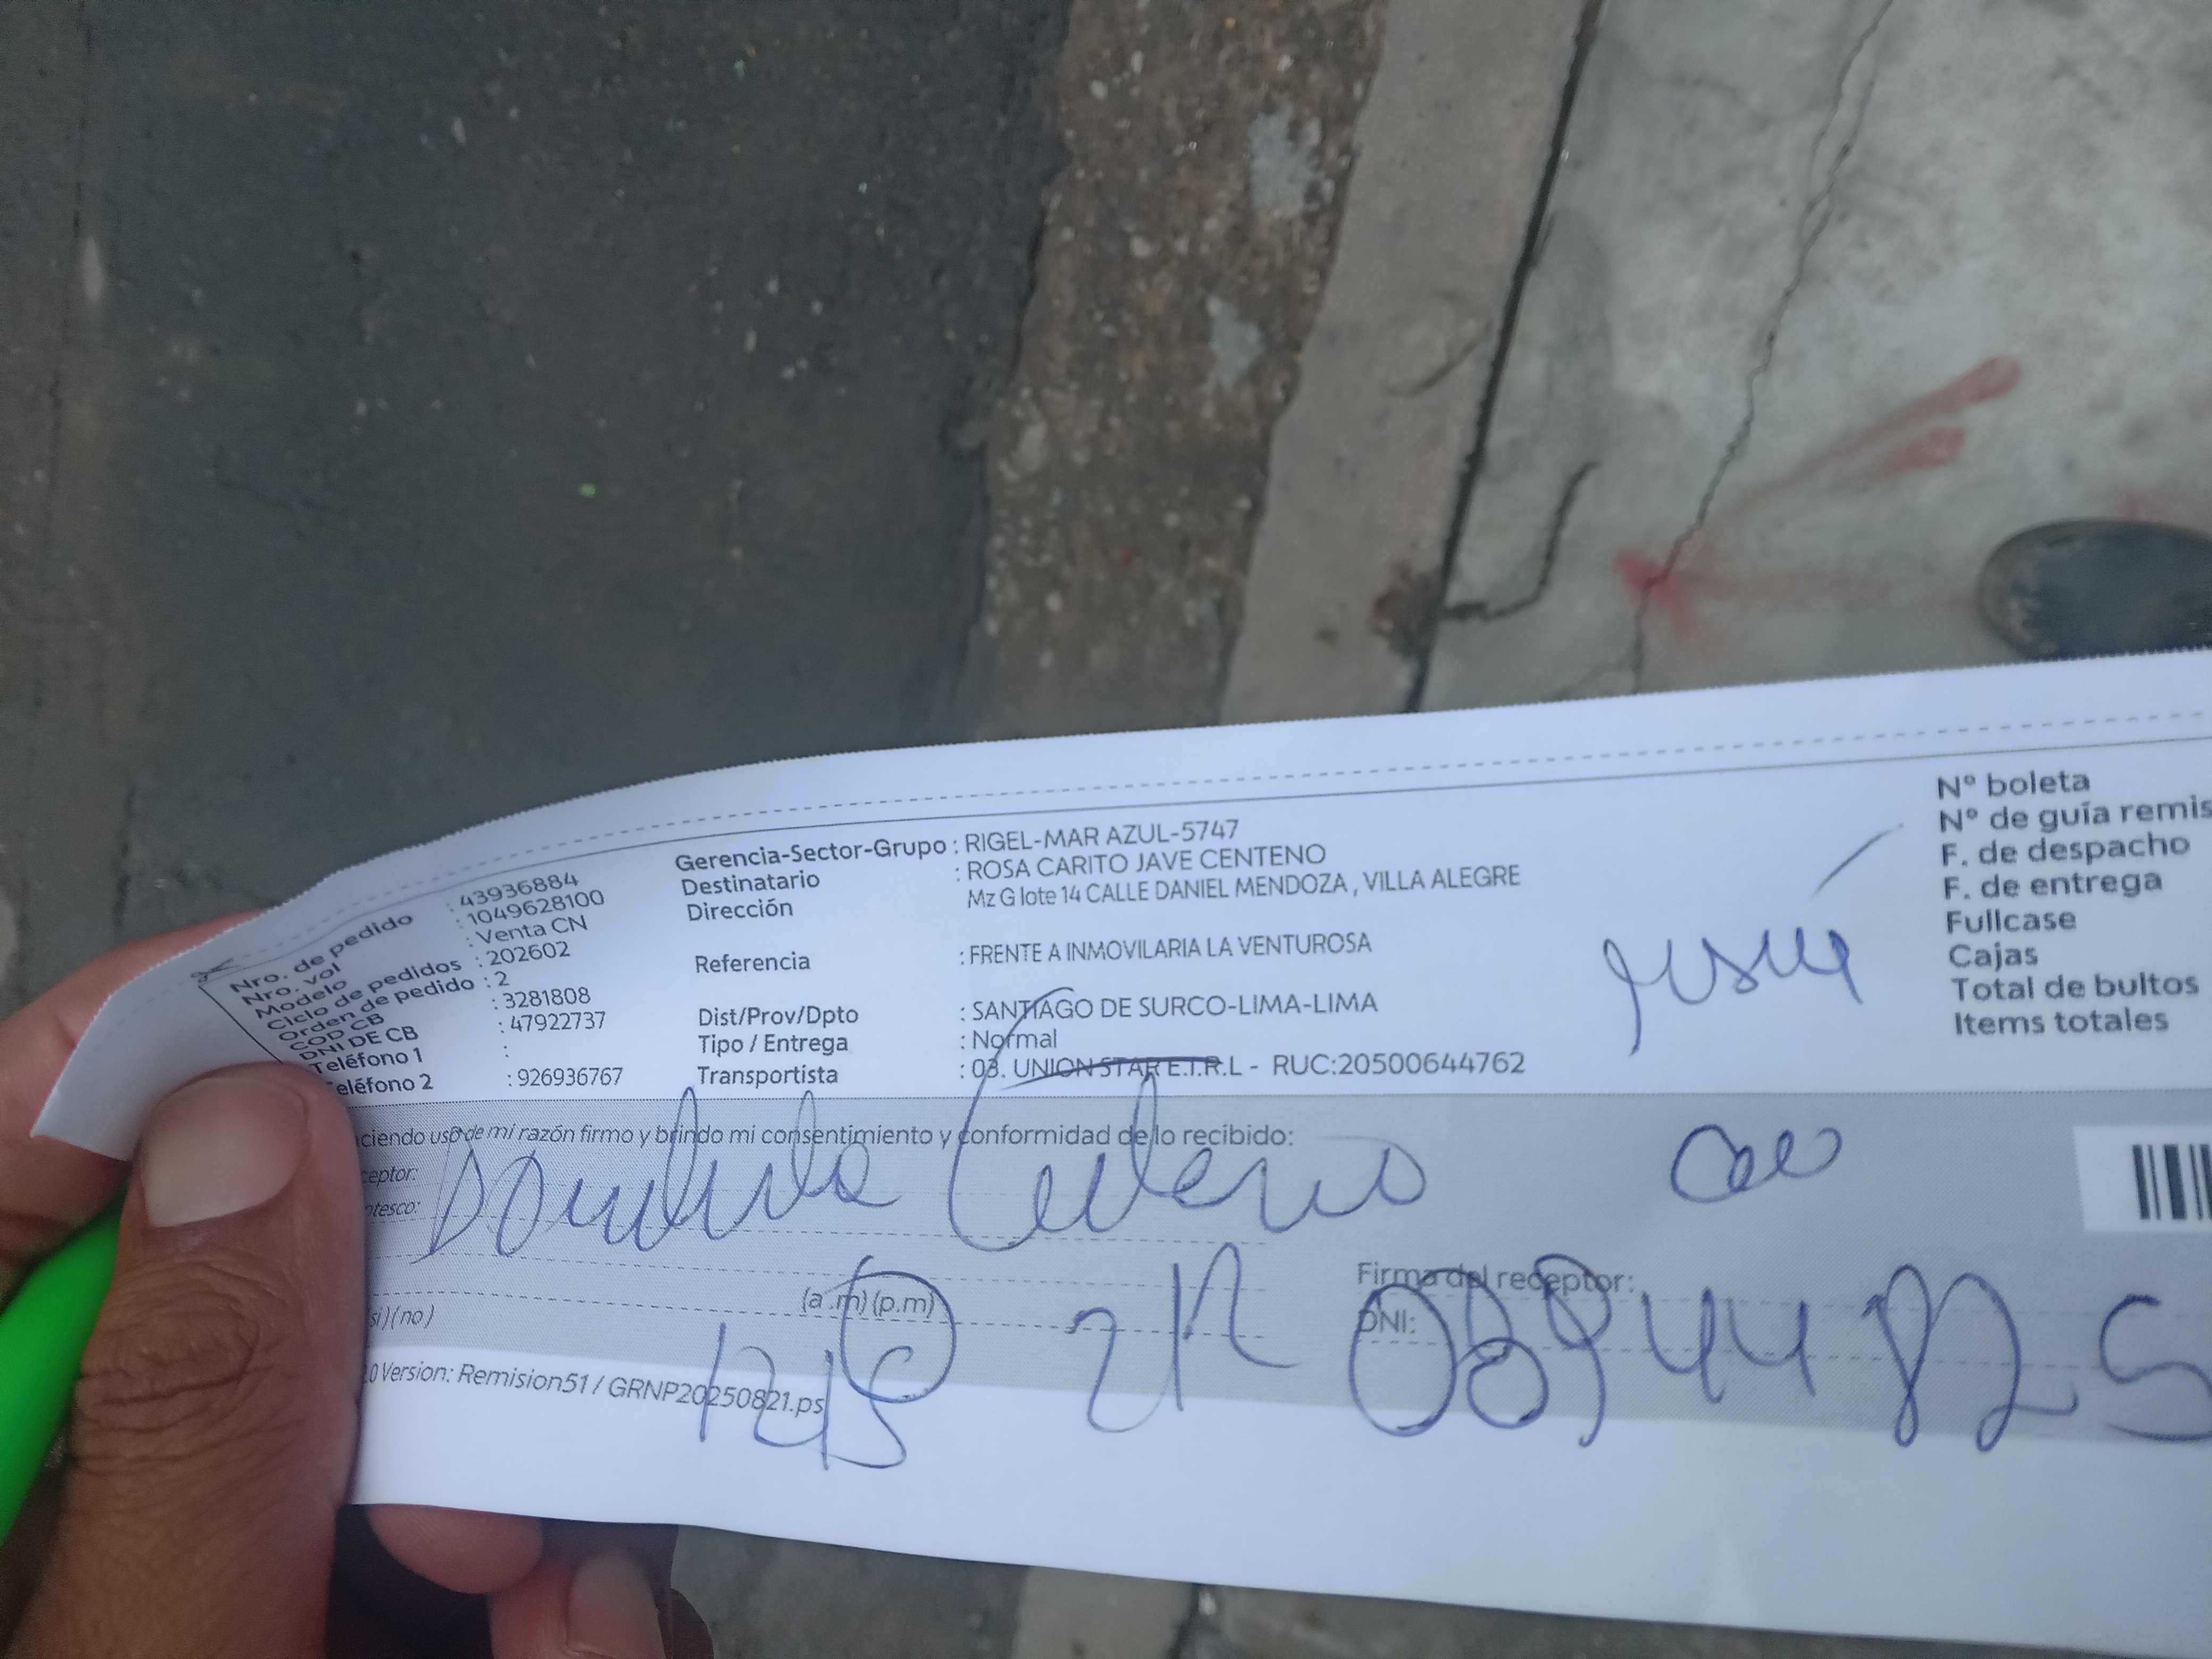 Nro. de pedido : 43936884
Nro. vol : 1049628100
Modelo : Venta CN
Ciclo de pedidos : 202602
Orden de pedido : 2
COD CB : 3281808
DNI DE CB : 47922737
Teléfono 1 :
eléfono 2 : 926936767
Gerencia-Sector-Grupo : RIGEL-MAR AZUL-5747
Destinatario : ROSA CARITO JAVE CENTENO
Dirección Mz G lote 14 CALLE DANIEL MENDOZA , VILLA ALEGRE
Referencia : FRENTE A INMOVILARIA LA VENTUROSA
Dist/Prov/Dpto : SANTIAGO DE SURCO-LIMA-LIMA
Tipo / Entrega : Normal
Transportista : 03. UNION STAR E.I.R.L - RUC:20500644762
N° boleta
N° de guía remis
F. de despacho
F. de entrega
Fullcase
Cajas
Total de bultos
Items totales
ciendo uso de mi razón firmo y brindo mi consentimiento y conformidad de lo recibido:
ceptor:
ntesco:
Centeno
(a.m) (p.m)
Firma del receptor:
si) (no)
DNI:
1215
.0 Version: Remision51 / GRNP20250821.ps